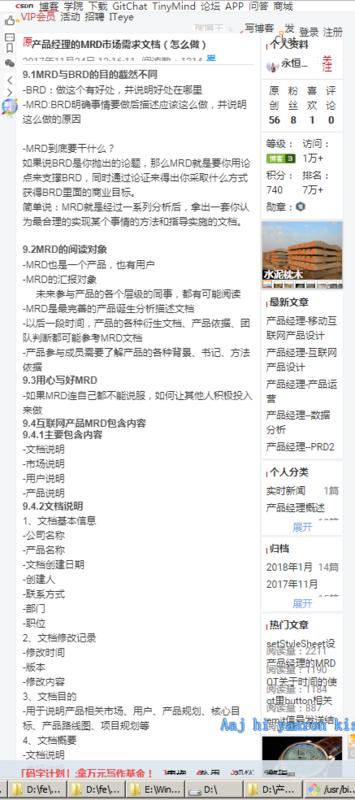 CSDN 博客 学院 下载 GitChat TinyMind 论坛 APP 问答 商城
VIP会员 活动 招聘 ITeye
写博客 发
登录 注册
原 产品经理的MRD市场需求文档（怎么做）
个人资料
永恒...
关注
9.1MRD与BRD的目的截然不同
-BRD：做这个有好处，并说明好处在哪里
-MRD:BRD明确事情要做后描述应该这么做，并说明
这么做的原因
-MRD到底要干什么？
如果说BRD是你抛出的论题，那么MRD就是要你用论
点来支撑BRD，同时通过论证来得出你采取什么方式
获得BRD里面的商业目标。
简单说：MRD就是经过一系列分析后，拿出一套你认
为最合理的实现某个事情的方法和指导实施的文档。
9.2MRD的阅读对象
-MRD也是一个产品，也有用户
-MRD的汇报对象
未来参与产品的各个层级的同事，都有可能阅读
-MRD是最完善的产品诞生分析描述文档
-以后一段时间，产品的各种衍生文档、产品依据、团
队判断都可能参考MRD文档
-产品参与成员需要了解产品的各种背景、书记、方法
依据
9.3用心写好MRD
-如果MRD连自己都不能说服，如何让其他人积极投入
来做
9.4互联网产品MRD包含内容
9.4.1主要包含内容
-文档说明
-市场说明
-用户说明
-产品说明
9.4.2文档说明
1、文档基本信息
-公司名称
-产品名称
-文档创建日期
-创建人
-联系方式
-部门
-职位
2、文档修改记录
-修改时间
-版本
-修改内容
3、文档目的
-用于说明产品相关市场、用户、产品规划、核心目
标、产品路线图、项目规划等
4、文档概要
-文档说明
原创 粉丝 喜欢 评论
56 8 1 0
等级： 访问：
博客 3 1万+
积分： 排名：
740 7万+
勋章：
水泥枕木
最新文章
产品经理-移动互
联网产品设计
产品经理-互联网
产品设计
产品经理-产品运
营
产品经理–数据
分析
产品经理--PRD2
个人分类
实时新闻 1篇
产品经理概述
展开
归档
2018年1月 14篇
2017年11月
展开
热门文章
setStyleSheet设
阅读量：2211
产品经理的MRD
阅读量：1190
QT关于时间的使
阅读量：1184
qt里button相关
阅读量：887
emit信号发送结
【码字计划】拿万元写作基金！
D:\fe\...
D:\fe\...
E:\Win...
D:\
D:\产...
/usr/bi...